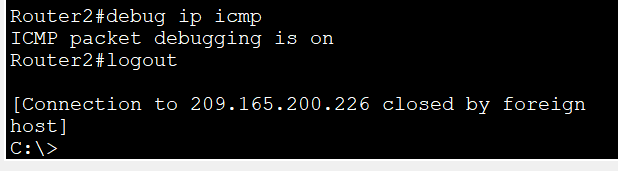 Router2#debug ip icmp
ICMP packet debugging is on
Router2#logout
[Connection to 209.165.200.226 closed by foreign
host]
C:\>